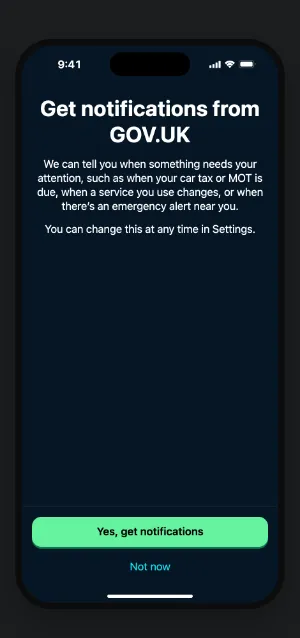 9:41
Get notifications from
GOV.UK
We can tell you when something needs your
attention, such as when your car tax or MOT is
due, when a service you use changes, or when
there’s an emergency alert near you.
You can change this at any time in Settings.
Yes, get notifications
Not now